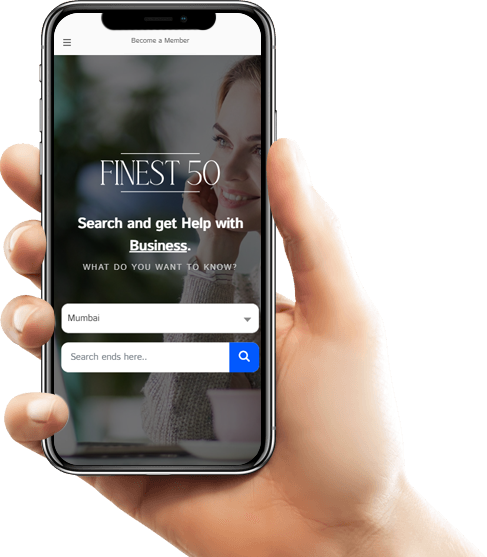 Become a Member
FINEST 50
Search and get Help with
Business.
WHAT DO YOU WANT TO KNOW?
Mumbai
Search ends here..